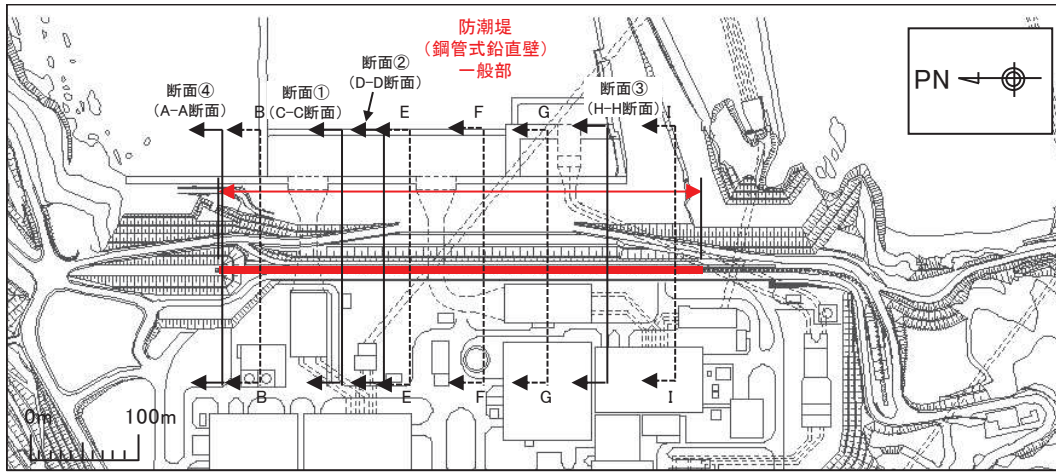 防潮堤
（鋼管式鉛直壁）
一般部
PN
断面④
(A-A断面)
B
断面①
(C-C断面)
断面②
(D-D断面)
E
F
G
断面③
(H-H断面)
I
B
E
F
G
I
0m
100m